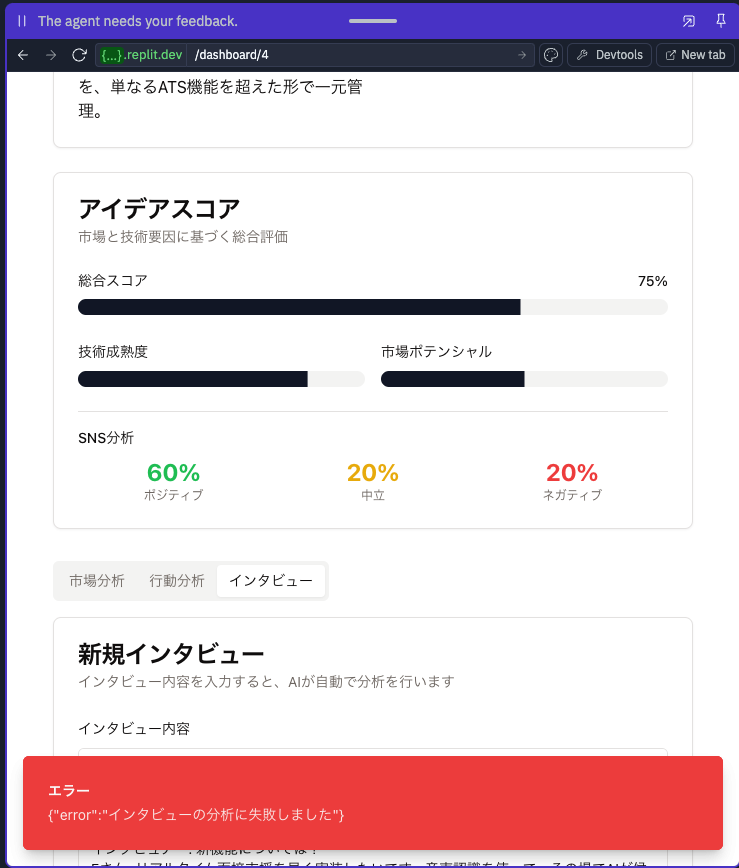 The agent needs your feedback.
{...}.replit.dev /dashboard/4 Devtools New tab
を、単なるATS機能を超えた形で一元管
理。
アイデアスコア
市場と技術要因に基づく総合評価
総合スコア 75%
技術成熟度 市場ポテンシャル
SNS分析
60% 20% 20%
ポジティブ 中立 ネガティブ
市場分析 行動分析 インタビュー
新規インタビュー
インタビュー内容を入力すると、AIが自動で分析を行います
インタビュー内容
エラー
{"error":"インタビューの分析に失敗しました"}